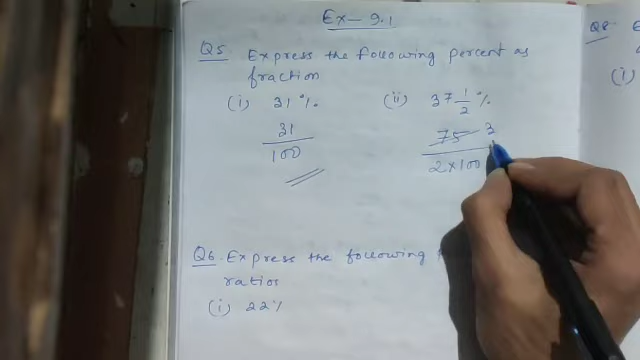 Ex- 9.1
Q5 Express the following percent as
fraction
(i) 31% (ii) 37 1/2 %
31/100 75 3
2×100
Q6. Express the following
ratios
(i) 22%
Q8.
(i)